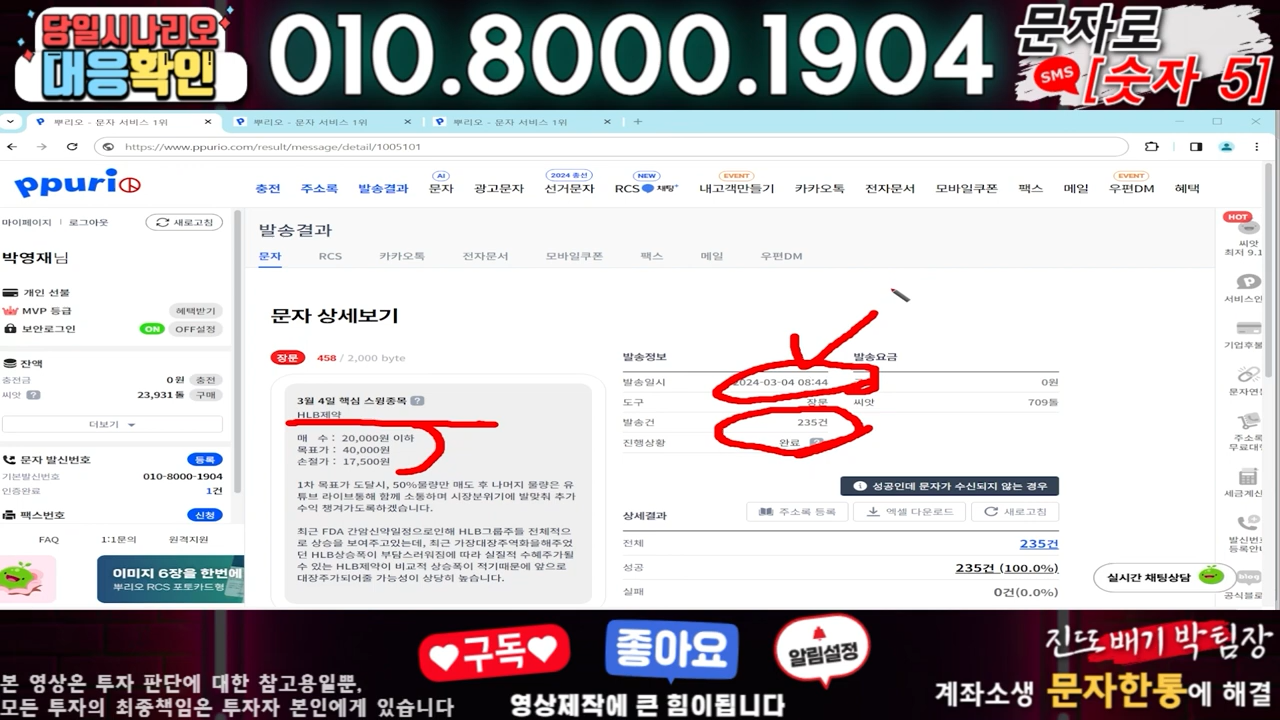 당일시나리오
대응확인
010.8000.1904
문자로
SMS [숫자 5]
뿌리오 - 문자 서비스 1위
뿌리오 - 문자 서비스 1위
뿌리오 - 문자 서비스 1위
https://www.ppurio.com/result/message/detail/1005101
ppurio
충전
주소록
발송결과
AI
문자
광고문자
2024 총선
선거문자
NEW
RCS 채팅+
EVENT
내고객만들기
카카오톡
전자문서
모바일쿠폰
팩스
메일
EVENT
우편DM
혜택
마이페이지 | 로그아웃
새로고침
박영재님
개인 선불
MVP 등급 혜택받기
보안로그인 ON OFF설정
잔액
충전금 0 원 충전
씨앗 ? 23,931 톨 구매
더보기
문자 발신번호 등록
기본발신번호 010-8000-1904
인증완료 1건
팩스번호 신청
FAQ 1:1문의 원격지원
이미지 6장을 한번에
뿌리오 RCS 포토카드형
발송결과
문자 RCS 카카오톡 전자문서 모바일쿠폰 팩스 메일 우편DM
문자 상세보기
장문 458 / 2,000 byte
3월 4일 핵심 스윙종목 ?
HLB제약
매 수 : 20,000원 이하
목표가 : 40,000원
손절가 : 17,500원
1차 목표가 도달시, 50%물량만 매도 후 나머지 물량은 유
튜브 라이브통해 함께 소통하며 시장분위기에 발맞춰 추가
수익 챙겨가도록하겠습니다.
최근 FDA 간암신약일정으로인해 HLB그룹주들 전체적으
로 상승을 보여주고있는데, 최근 가장대장주역화을해주었
던 HLB상승폭이 부담스러워짐에 따라 실질적 수혜주가될
수 있는 HLB제약이 비교적 상승폭이 적기때문에 앞으로
대장주가되어줄 가능성이 상당히 높습니다.
발송정보
발송일시 2024-03-04 08:44
도구 장문
발송건 235건
진행상황 완료 ?
발송요금
0원
씨앗 709톨
성공인데 문자가 수신되지 않는 경우
상세결과
주소록 등록
엑셀 다운로드
새로고침
전체 235건
성공 235건 (100.0%)
실패 0건(0.0%)
HOT
씨앗
최저 9.1
서비스인
기업후불
문자연동
주소록
무료대행
세금계산
발신번호
등록안내
blog
공식블로
실시간 채팅상담
구독
좋아요
알림설정
영상제작에 큰 힘이됩니다
본 영상은 투자 판단에 대한 참고용일뿐,
모든 투자의 최종책임은 투자자 본인에게 있습니다
진또배기 박팀장
계좌소생 문자한통에 해결